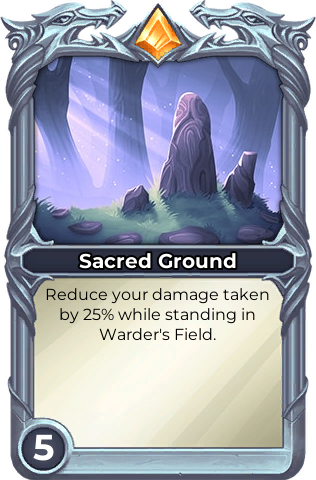 Sacred Ground
Reduce your damage taken
by 25% while standing in
Warder's Field.
5